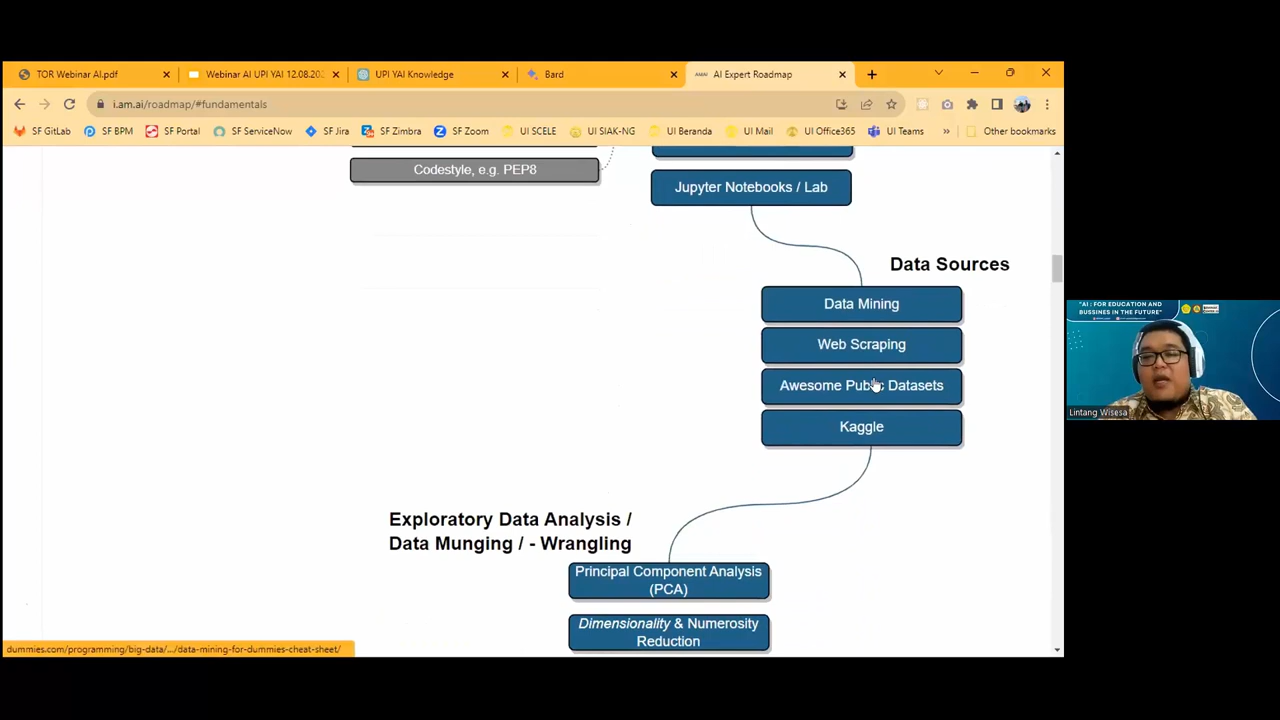 TOR Webinar AI.pdf
Webinar AI UPI YAI 12.08.202
UPI YAI Knowledge
Bard
AMAI
AI Expert Roadmap
i.am.ai/roadmap/#fundamentals
SF GitLab
SF BPM
SF Portal
SF ServiceNow
SF Jira
SF Zimbra
SF Zoom
UI SCELE
UI SIAK-NG
UI Beranda
UI Mail
UI Office365
UI Teams
»
Other bookmarks
Codestyle, e.g. PEP8
Jupyter Notebooks / Lab
Data Sources
Data Mining
Web Scraping
Awesome Public Datasets
Kaggle
Exploratory Data Analysis /
Data Munging / - Wrangling
Principal Component Analysis
(PCA)
Dimensionality & Numerosity
Reduction
dummies.com/programming/big-data/.../data-mining-for-dummies-cheat-sheet/
"AI : FOR EDUCATION AND
BUSSINES IN THE FUTURE"
Lintang Wisesa